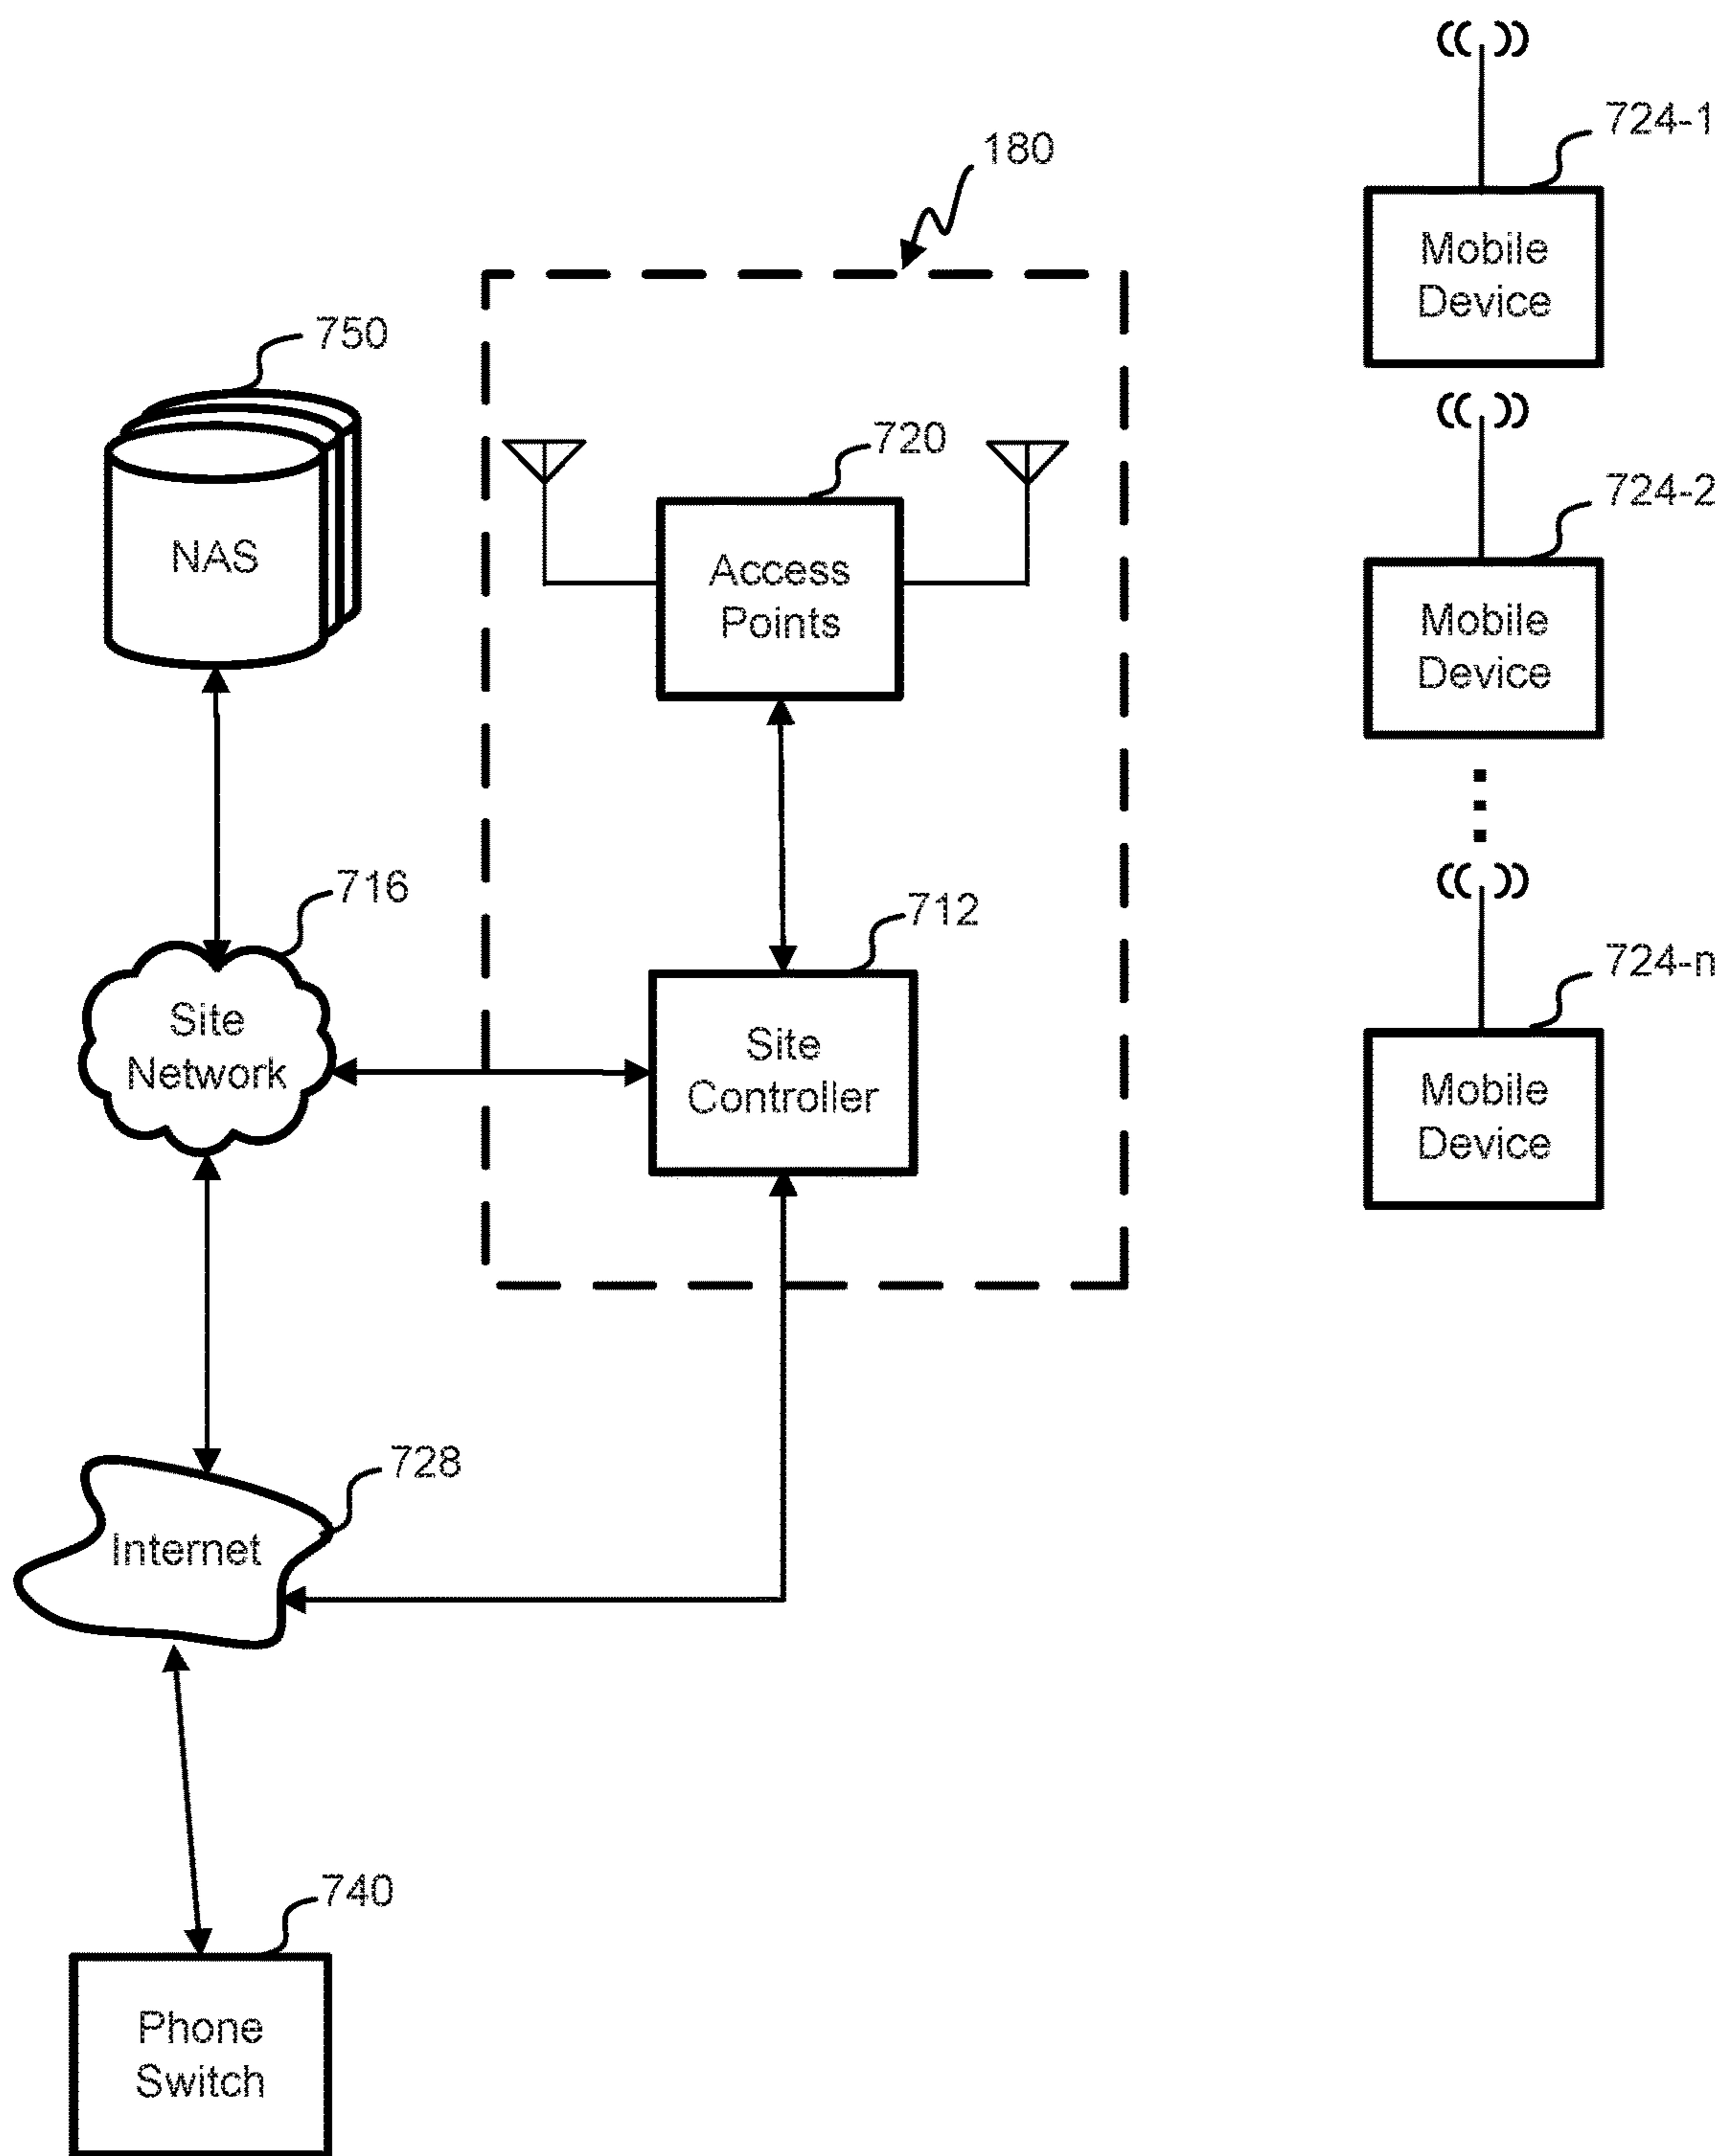 724-1
Mobile
Device
180
750
NAS
720
Access
Points
724-2
Mobile
Device
716
Site
Network
712
Site
Controller
724-n
Mobile
Device
728
Internet
740
Phone
Switch